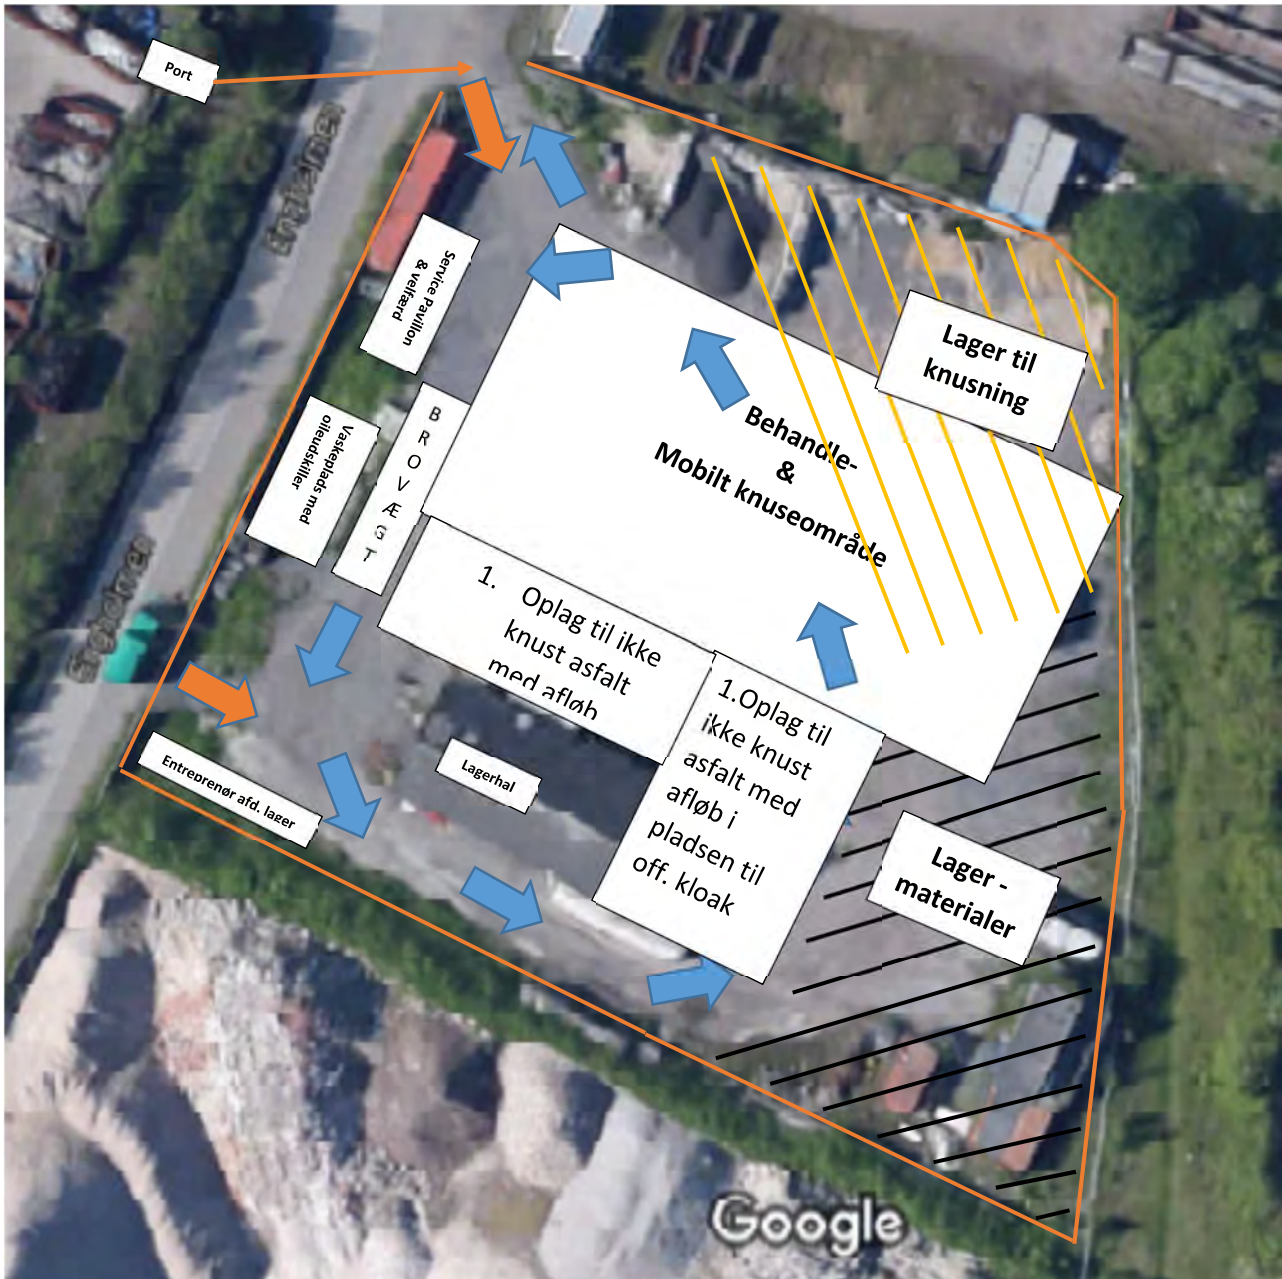 Port
Engholmen
Service Pavillon
& velfærd
Vaskeplads med
olieudskiller
B
R
O
V
Æ
G
T
Lager til
knusning
Behandle-
&
Mobilt knuseområde
1. Oplag til ikke
knust asfalt
med afløb
1.Oplag til
ikke knust
asfalt med
afløb i
pladsen til
off. kloak
Engholmen
Entreprenør afd. lager
Lagerhal
Lager -
materialer
Google